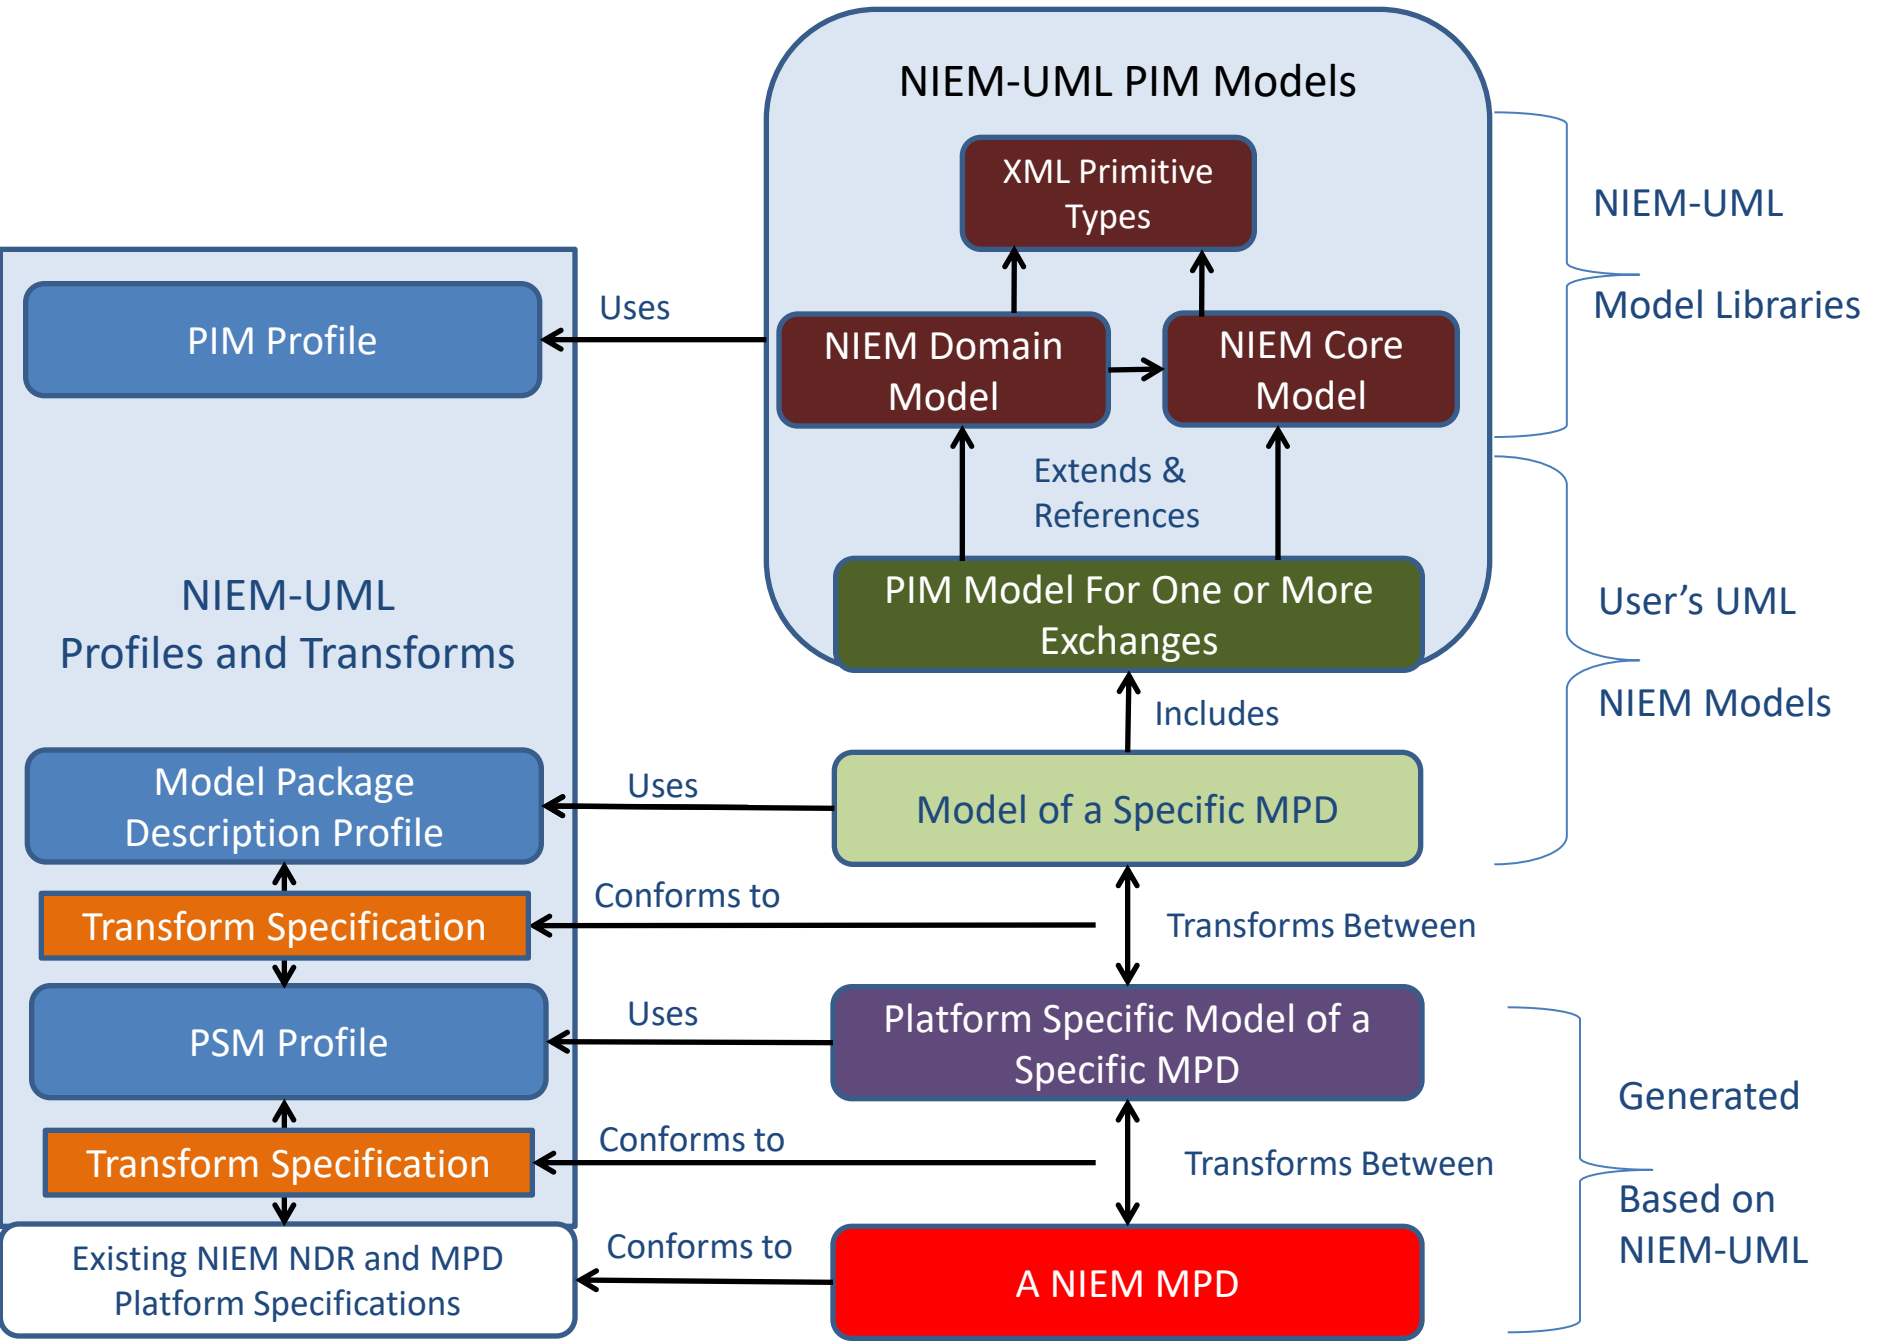 NIEM-UML PIM Models
XML Primitive
Types
NIEM-UML
Model Libraries
Uses
PIM Profile
NIEM Domain
Model
NIEM Core
Model
Extends &
References
NIEM-UML
Profiles and Transforms
PIM Model For One or More
Exchanges
User’s UML
NIEM Models
Includes
Model Package
Description Profile
Uses
Model of a Specific MPD
Transform Specification
Conforms to
Transforms Between
PSM Profile
Uses
Platform Specific Model of a
Specific MPD
Transform Specification
Conforms to
Transforms Between
Generated
Based on
NIEM-UML
Existing NIEM NDR and MPD
Platform Specifications
Conforms to
A NIEM MPD